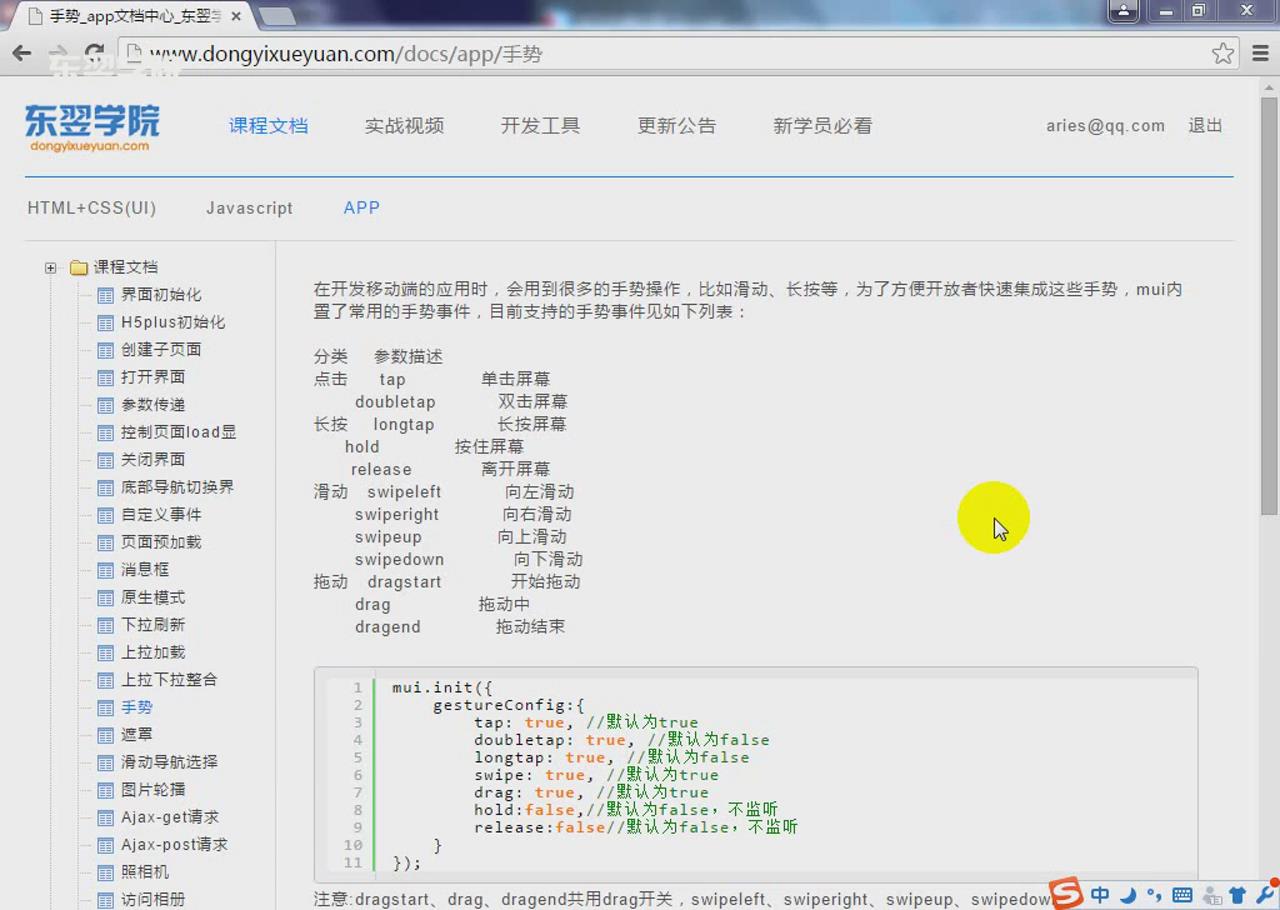 手势_app文档中心_东翌学
www.dongyixueyuan.com/docs/app/手势
东翌学院
东翌学院
dongyixueyuan.com
课程文档 实战视频 开发工具 更新公告 新学员必看 aries@qq.com 退出
HTML+CSS(UI) Javascript APP
课程文档
界面初始化
H5plus初始化
创建子页面
打开界面
参数传递
控制页面load显
关闭界面
底部导航切换界
自定义事件
页面预加载
消息框
原生模式
下拉刷新
上拉加载
上拉下拉整合
手势
遮罩
滑动导航选择
图片轮播
Ajax-get请求
Ajax-post请求
照相机
访问相册
在开发移动端的应用时，会用到很多的手势操作，比如滑动、长按等，为了方便开放者快速集成这些手势，mui内
置了常用的手势事件，目前支持的手势事件见如下列表：
分类 参数描述
点击 tap 单击屏幕
doubletap 双击屏幕
长按 longtap 长按屏幕
hold 按住屏幕
release 离开屏幕
滑动 swipeleft 向左滑动
swiperight 向右滑动
swipeup 向上滑动
swipedown 向下滑动
拖动 dragstart 开始拖动
drag 拖动中
dragend 拖动结束
1 mui.init({
2 gestureConfig:{
3 tap: true, //默认为true
4 doubletap: true, //默认为false
5 longtap: true, //默认为false
6 swipe: true, //默认为true
7 drag: true, //默认为true
8 hold:false,//默认为false，不监听
9 release:false//默认为false，不监听
10 }
11 });
注意:dragstart、drag、dragend共用drag开关，swipeleft、swiperight、swipeup、swipedow
中